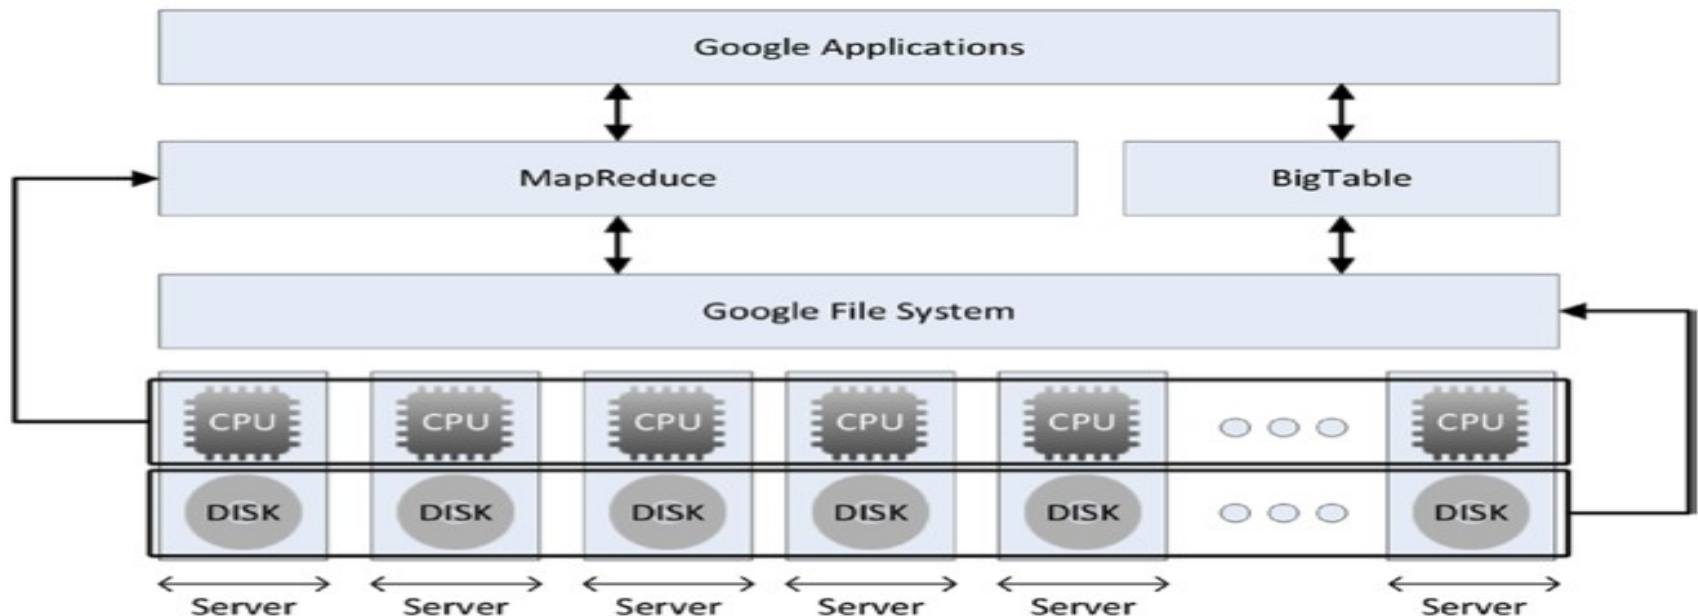 Google Applications
MapReduce BigTable
Google File System
CPU CPU CPU CPU CPU CPU
DISK DISK DISK DISK DISK DISK
Server Server Server Server Server Server